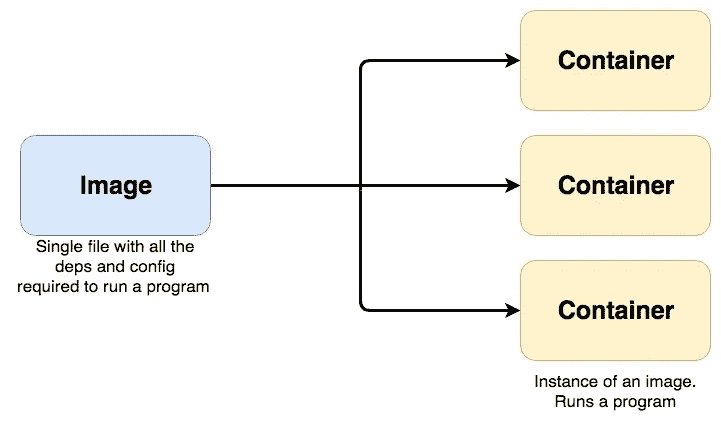 Image
Single file with all the
deps and config
required to run a program
Container
Container
Container
Instance of an image.
Runs a program